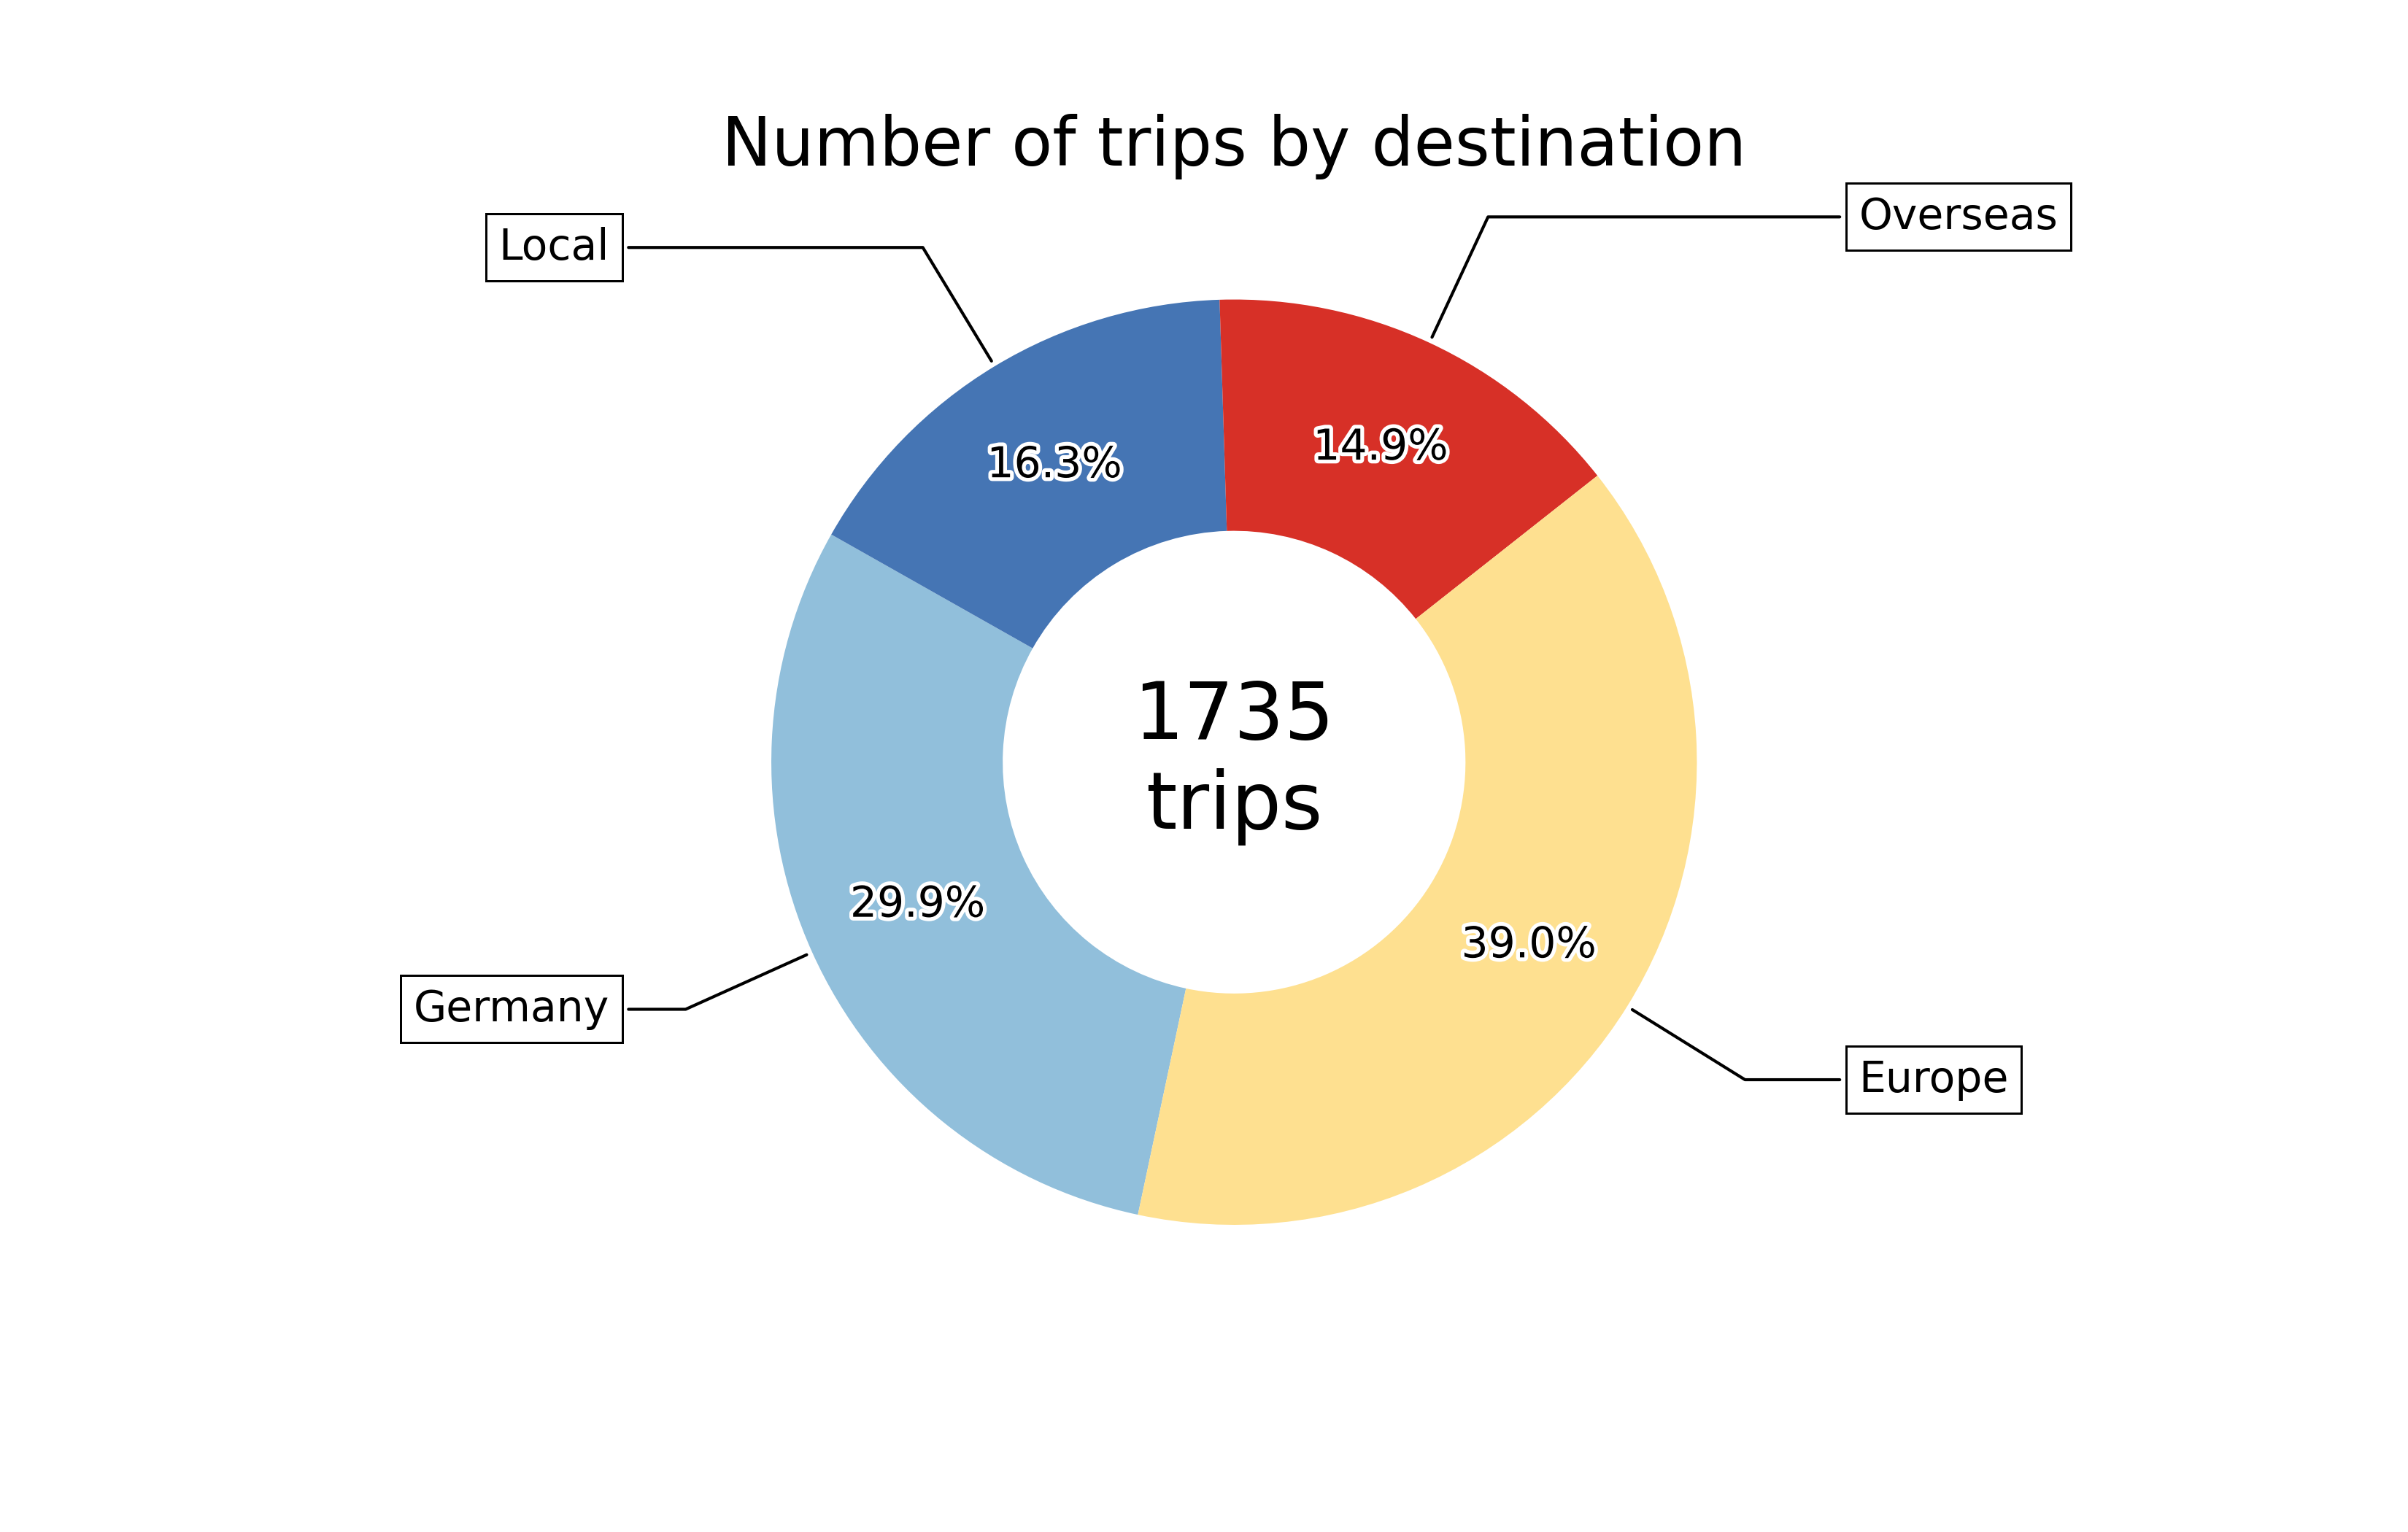 Number of trips by destination
Overseas
Local
14.9%
16.3%
1735
trips
29.9%
39.0%
Germany
Europe